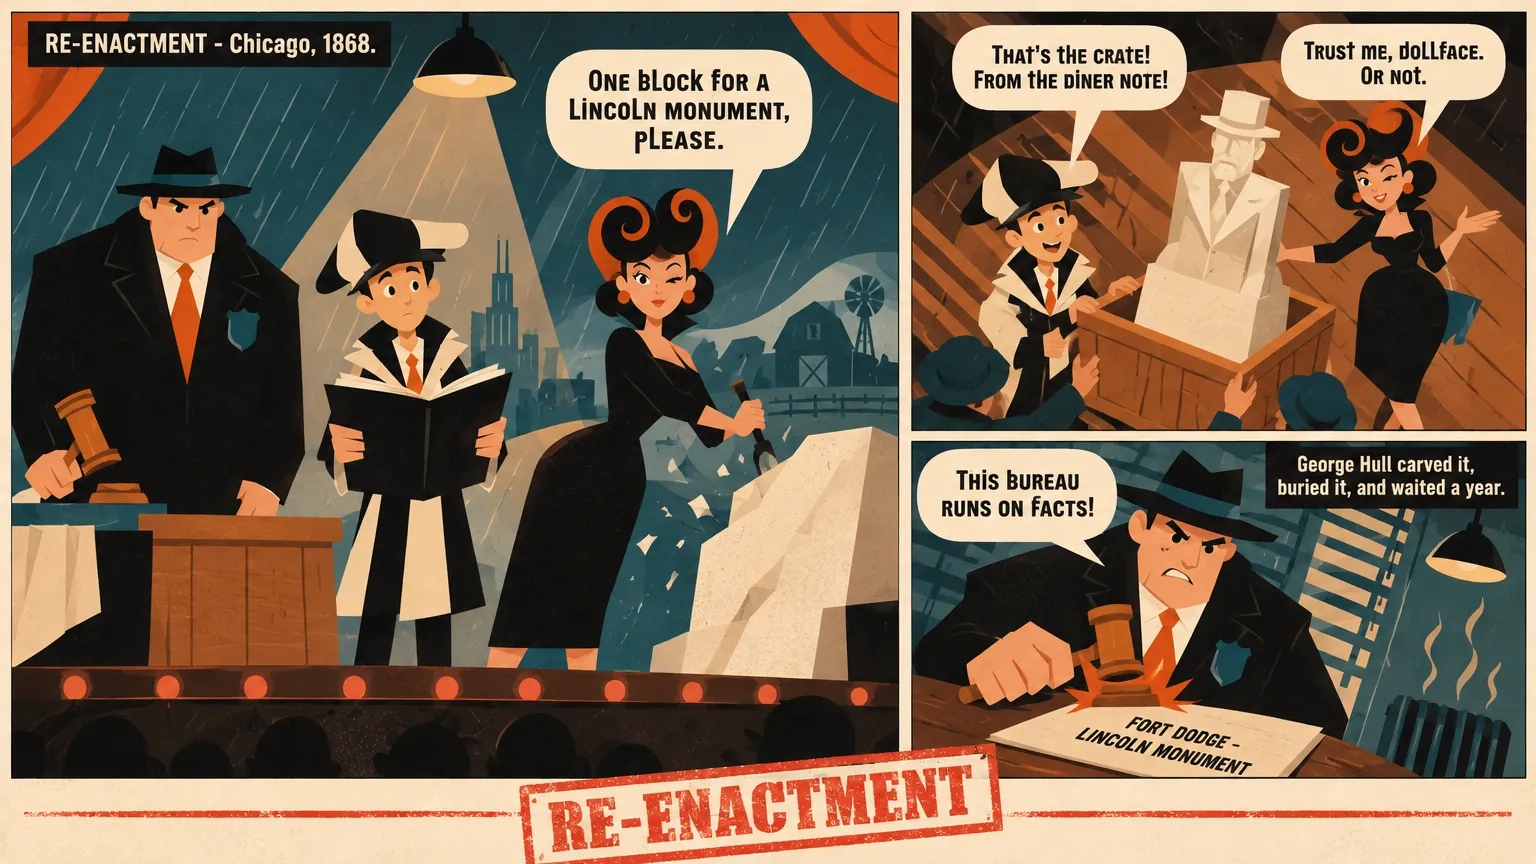 RE-ENACTMENT - Chicago, 1868.
ONE BLOCK FOR A
LINCOLN MONUMENT,
PLEASE.
THAT'S THE CRATE!
FROM THE DINER NOTE!
TRUST ME, DOLLFACE.
OR NOT.
THIS BUREAU
RUNS ON FACTS!
George Hull carved it,
buried it, and waited a year.
FORT DODGE -
LINCOLN MONUMENT
RE-ENACTMENT